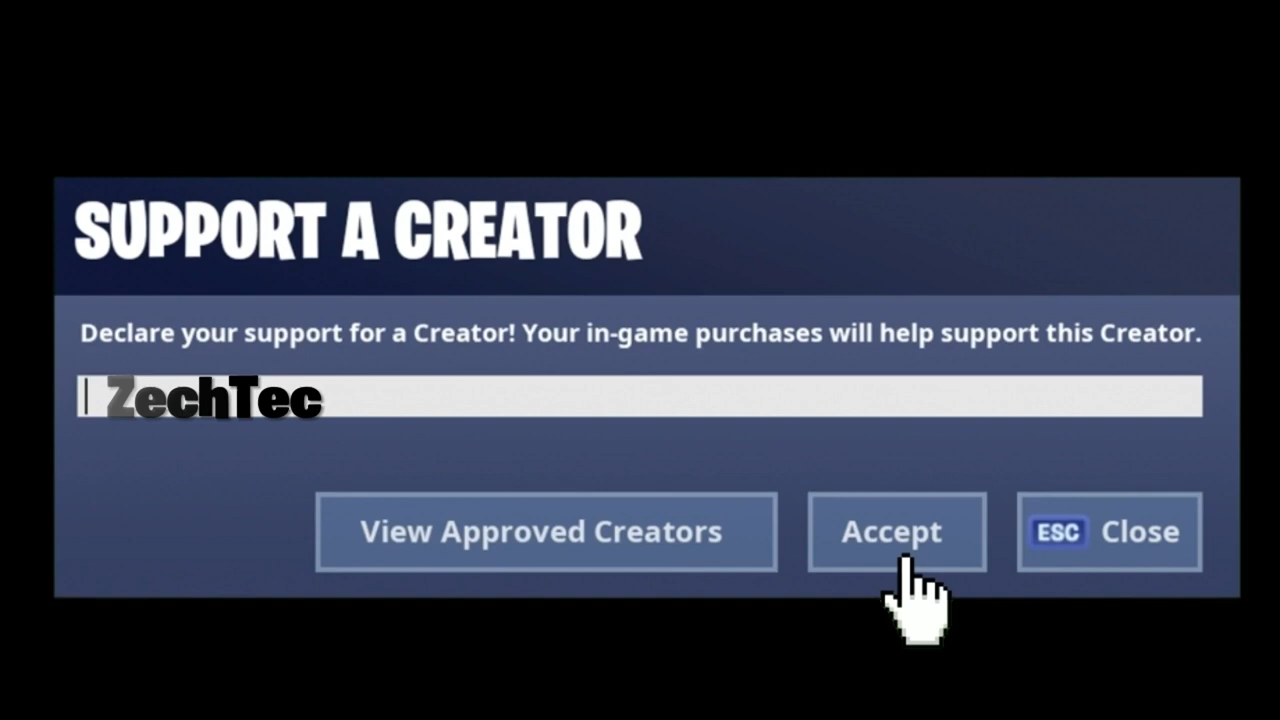 SUPPORT A CREATOR
Declare your support for a Creator! Your in-game purchases will help support this Creator.
ZechTec
View Approved Creators
Accept
ESC Close